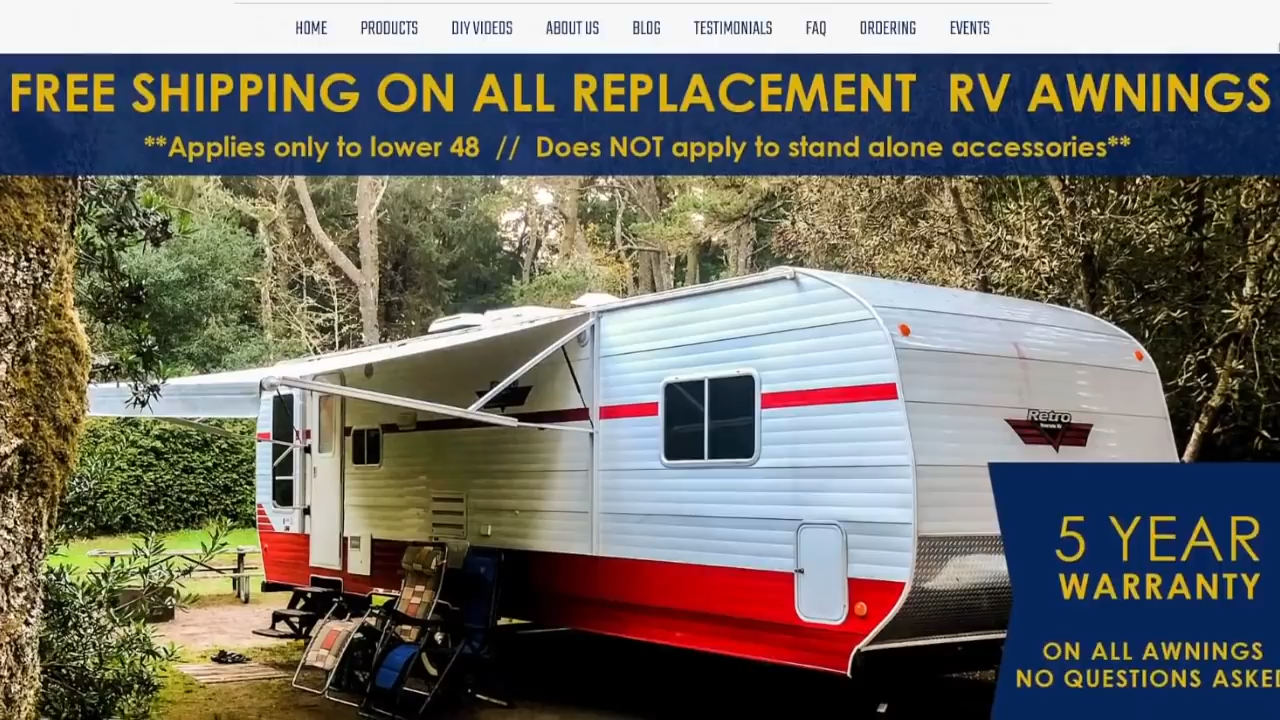 HOME PRODUCTS DIY VIDEOS ABOUT US BLOG TESTIMONIALS FAQ ORDERING EVENTS
FREE SHIPPING ON ALL REPLACEMENT RV AWNINGS
**Applies only to lower 48 // Does NOT apply to stand alone accessories**
Retro
5 YEAR
WARRANTY
ON ALL AWNINGS
NO QUESTIONS ASKED